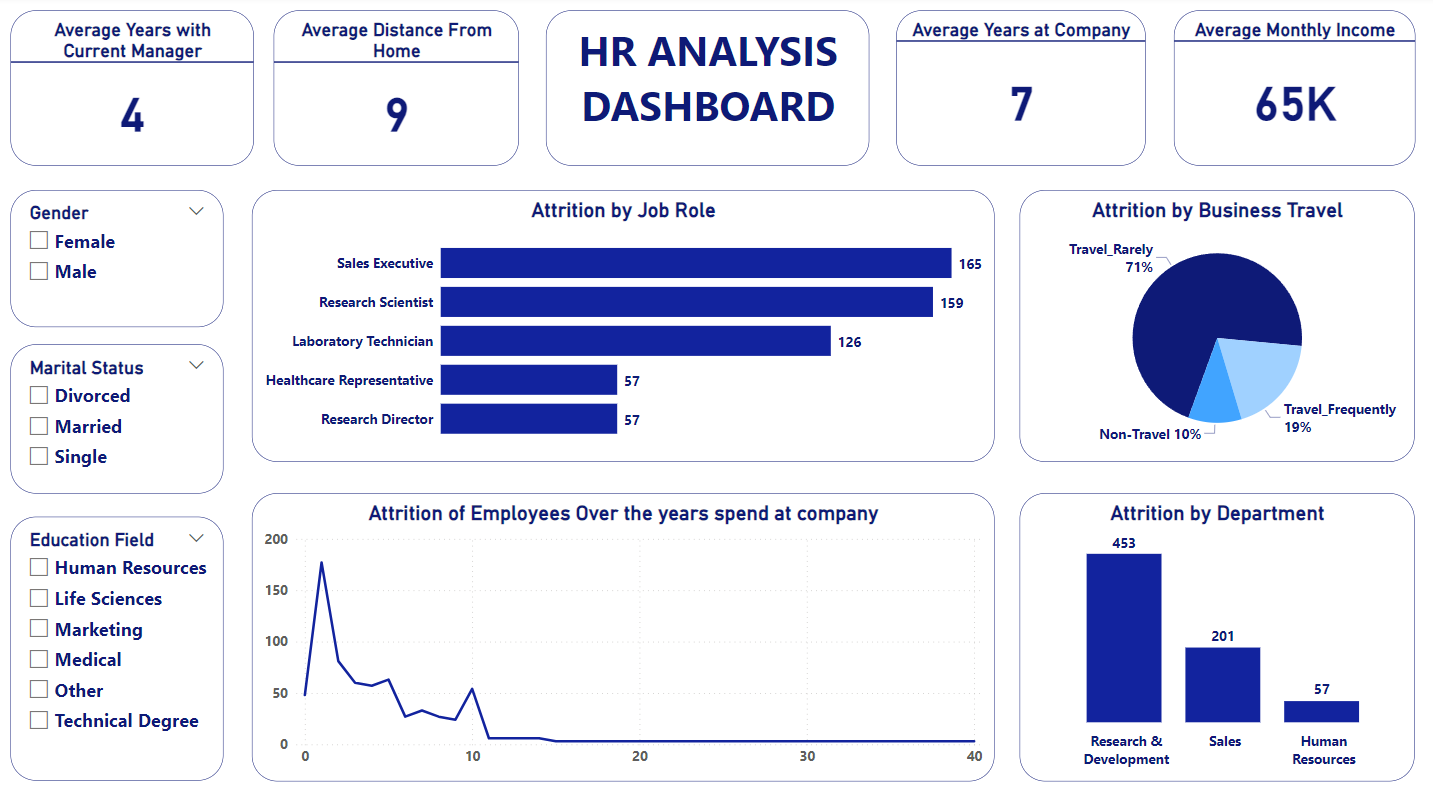 Average Years with
Current Manager
4
Average Distance From
Home
9
HR ANALYSIS
DASHBOARD
Average Years at Company
7
Average Monthly Income
65K
Gender
Female
Male
Marital Status
Divorced
Married
Single
Education Field
Human Resources
Life Sciences
Marketing
Medical
Other
Technical Degree
Attrition by Job Role
Sales Executive 165
Research Scientist 159
Laboratory Technician 126
Healthcare Representative 57
Research Director 57
Attrition by Business Travel
Travel_Rarely
71%
Travel_Frequently
19%
Non-Travel 10%
Attrition of Employees Over the years spend at company
200
150
100
50
0
0 10 20 30 40
Attrition by Department
453
201
57
Research &
Development
Sales
Human
Resources